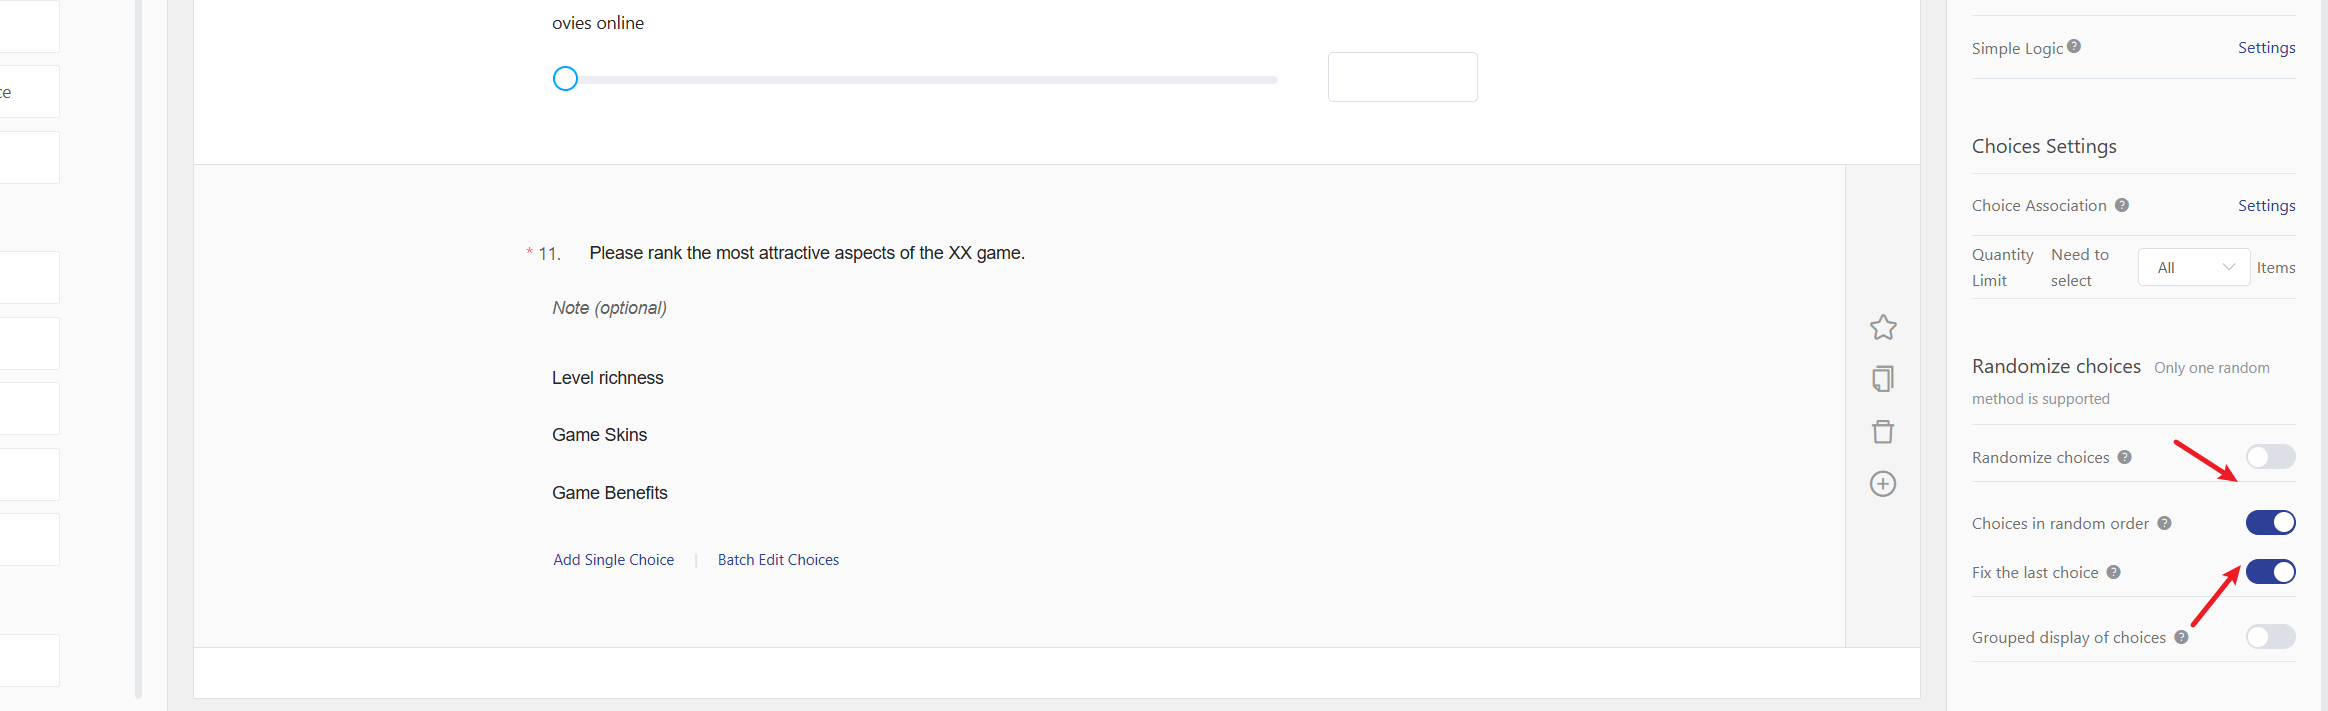 ce
ovies online
* 11. Please rank the most attractive aspects of the XX game.
Note (optional)
Level richness
Game Skins
Game Benefits
Add Single Choice | Batch Edit Choices
Simple Logic ? Settings
Choices Settings
Choice Association ? Settings
Quantity Limit Need to select All Items
Randomize choices Only one random
method is supported
Randomize choices ?
Choices in random order ?
Fix the last choice ?
Grouped display of choices ?